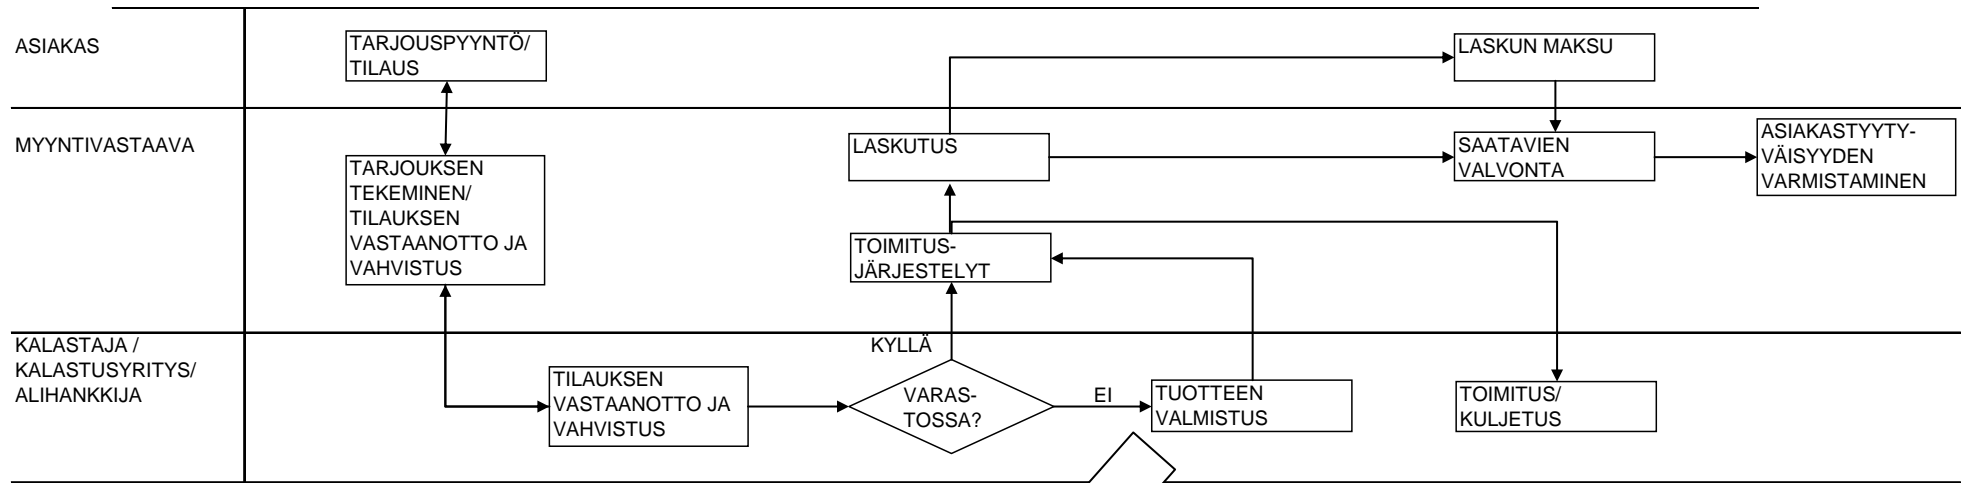 ASIAKAS
TARJOUSPYYNTÖ/
TILAUS
LASKUN MAKSU
MYYNTIVASTAAVA
TARJOUKSEN
TEKEMINEN/
TILAUKSEN
VASTAANOTTO JA
VAHVISTUS
LASKUTUS
SAATAVIEN
VALVONTA
ASIAKASTYYTY-
VÄISYYDEN
VARMISTAMINEN
TOIMITUS-
JÄRJESTELYT
KALASTAJA /
KALASTUSYRITYS/
ALIHANKKIJA
TILAUKSEN
VASTAANOTTO JA
VAHVISTUS
KYLLÄ
VARAS-
TOSSA?
EI
TUOTTEEN
VALMISTUS
TOIMITUS/
KULJETUS